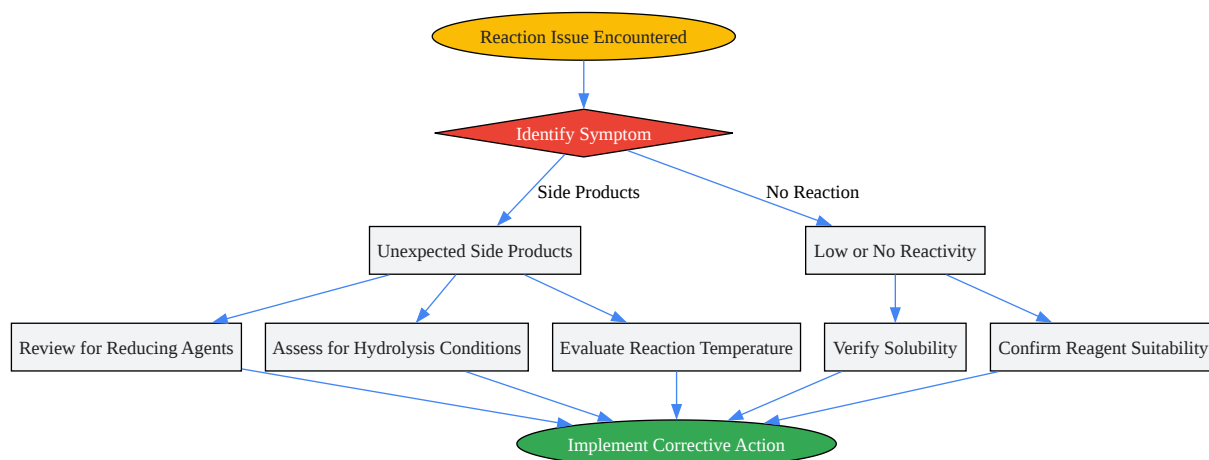 Reaction Issue Encountered
Identify Symptom
Side Products
No Reaction
Unexpected Side Products
Low or No Reactivity
Review for Reducing Agents
Assess for Hydrolysis Conditions
Evaluate Reaction Temperature
Verify Solubility
Confirm Reagent Suitability
Implement Corrective Action